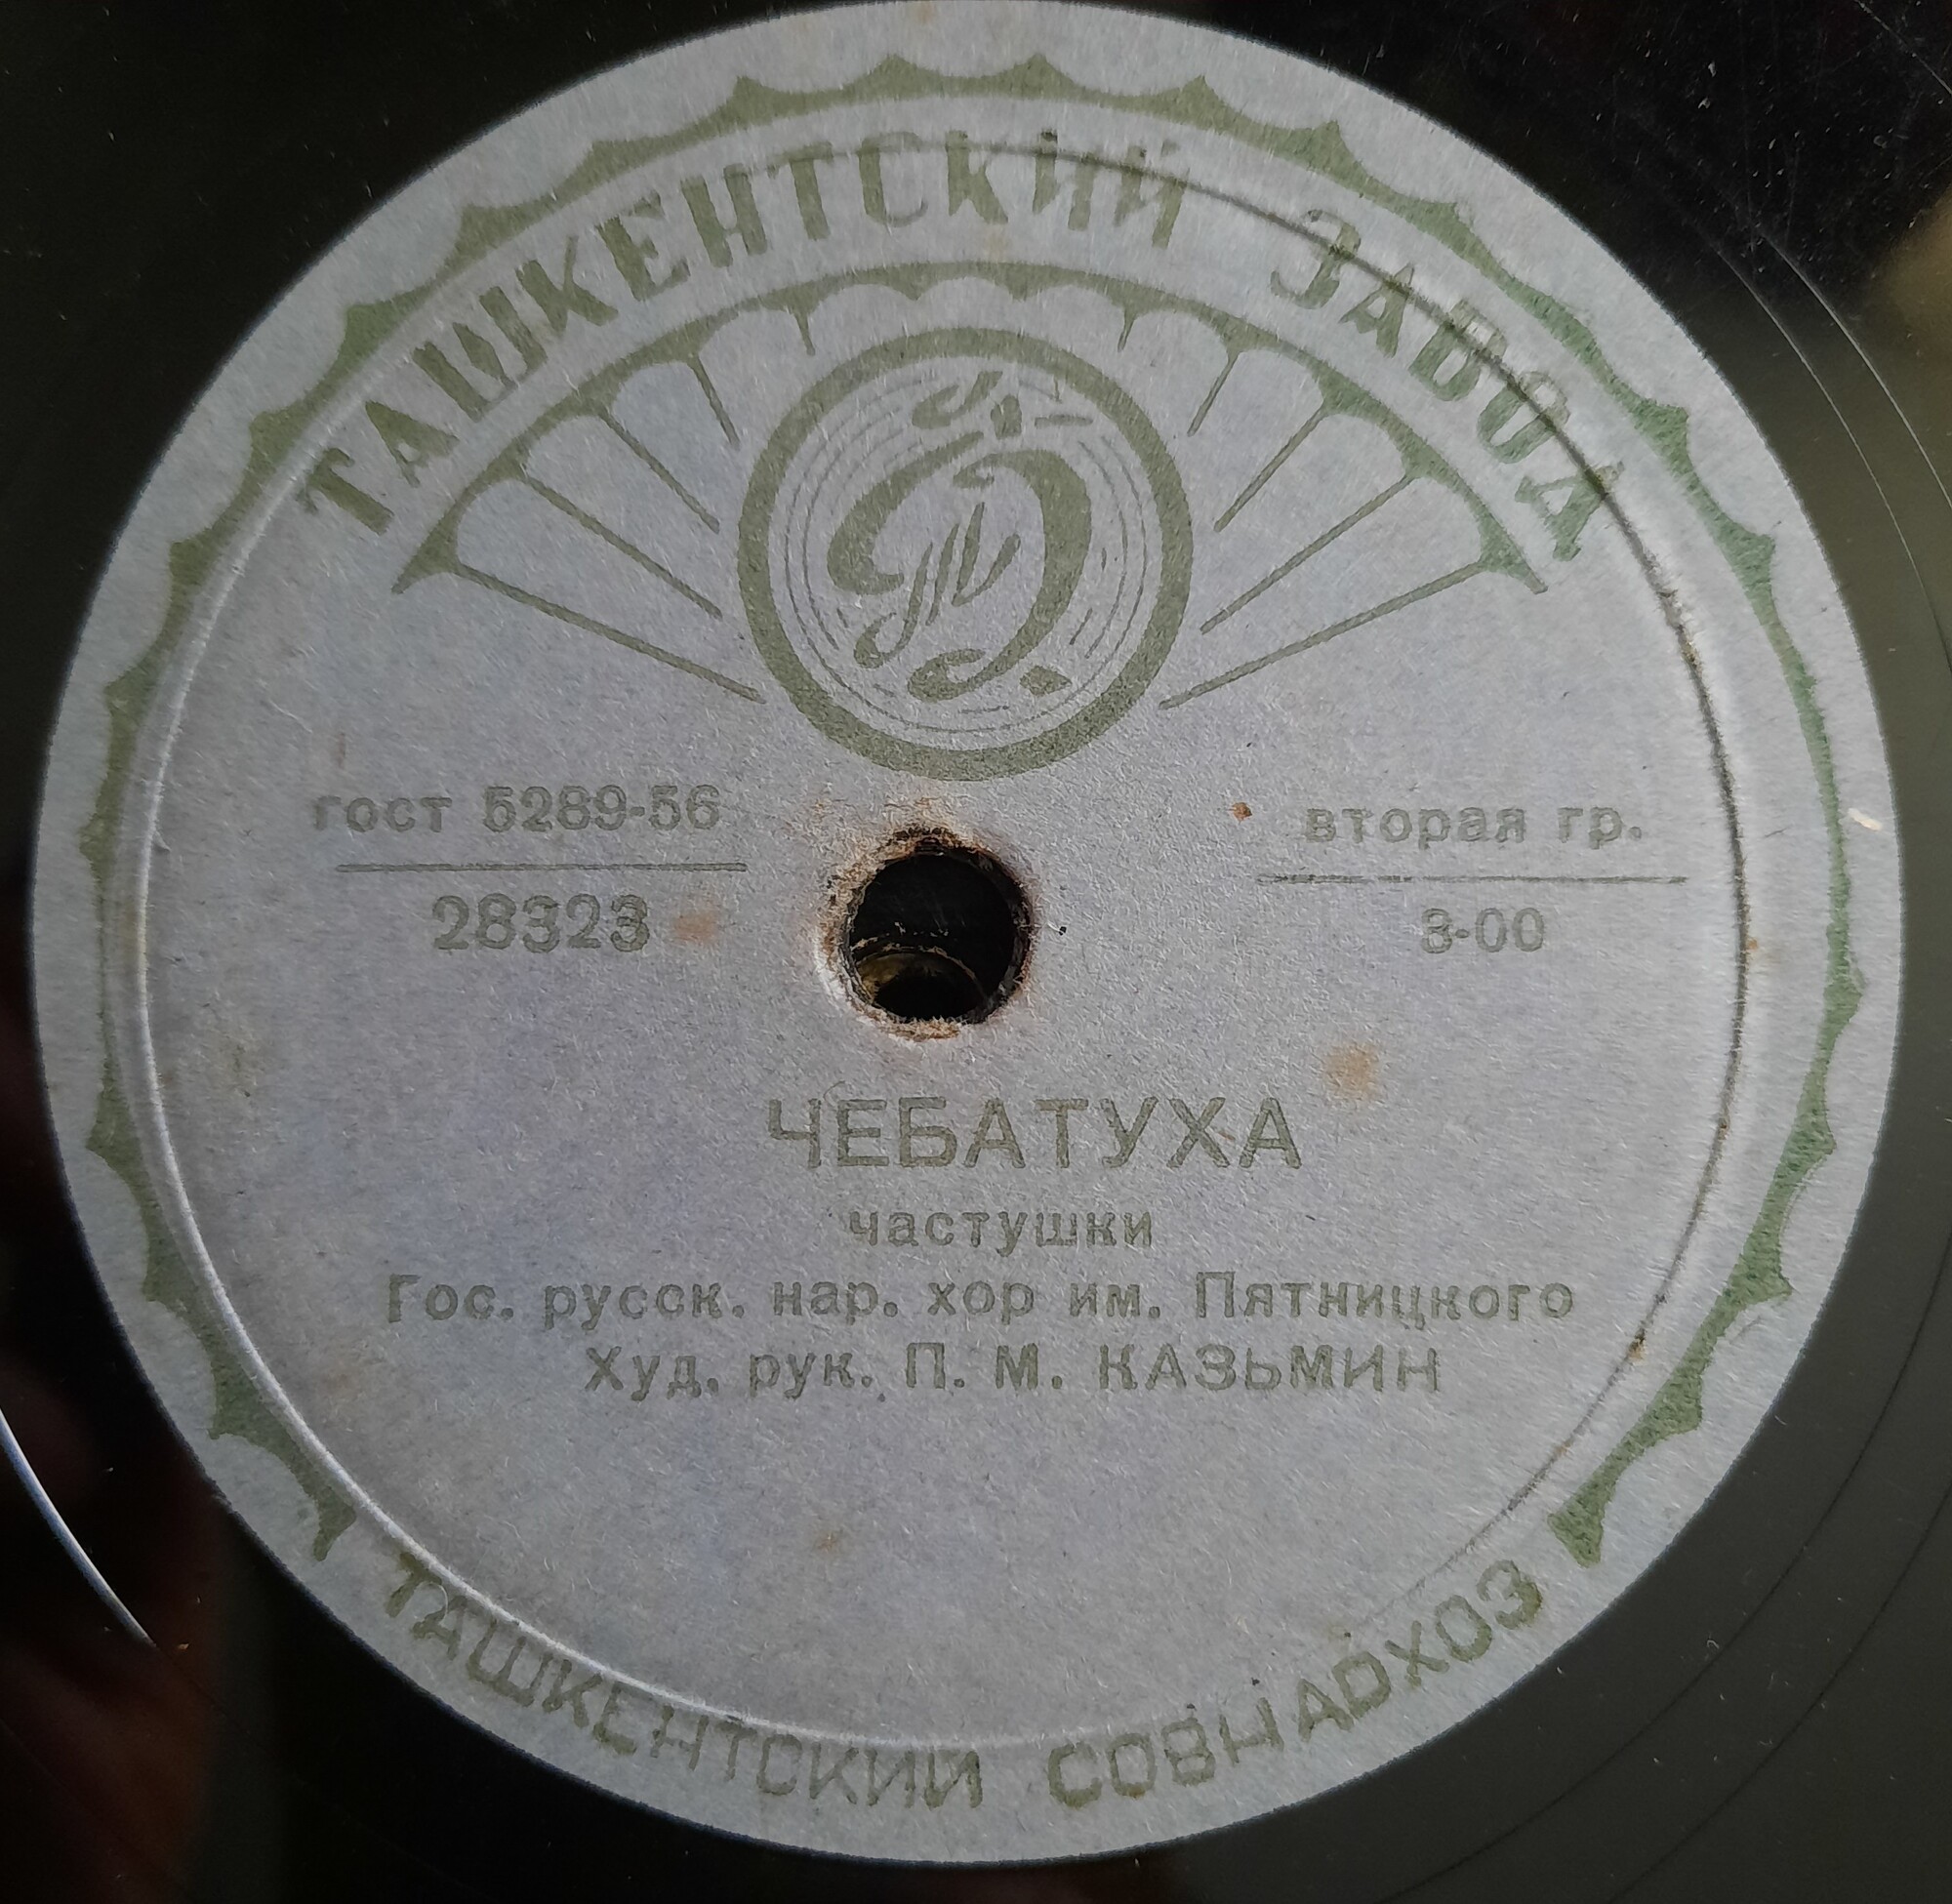 ТАШКЕНТСКИЙ ЗАВОД
гост 5289-56
28323
вторая гр.
3-00
ЧЕБАТУХА
частушки
Гос. русск. нар. хор им. Пятницкого
Худ. рук. П. М. КАЗЬМИН
ТАШКЕНТСКИЙ СОВНАРХОЗ